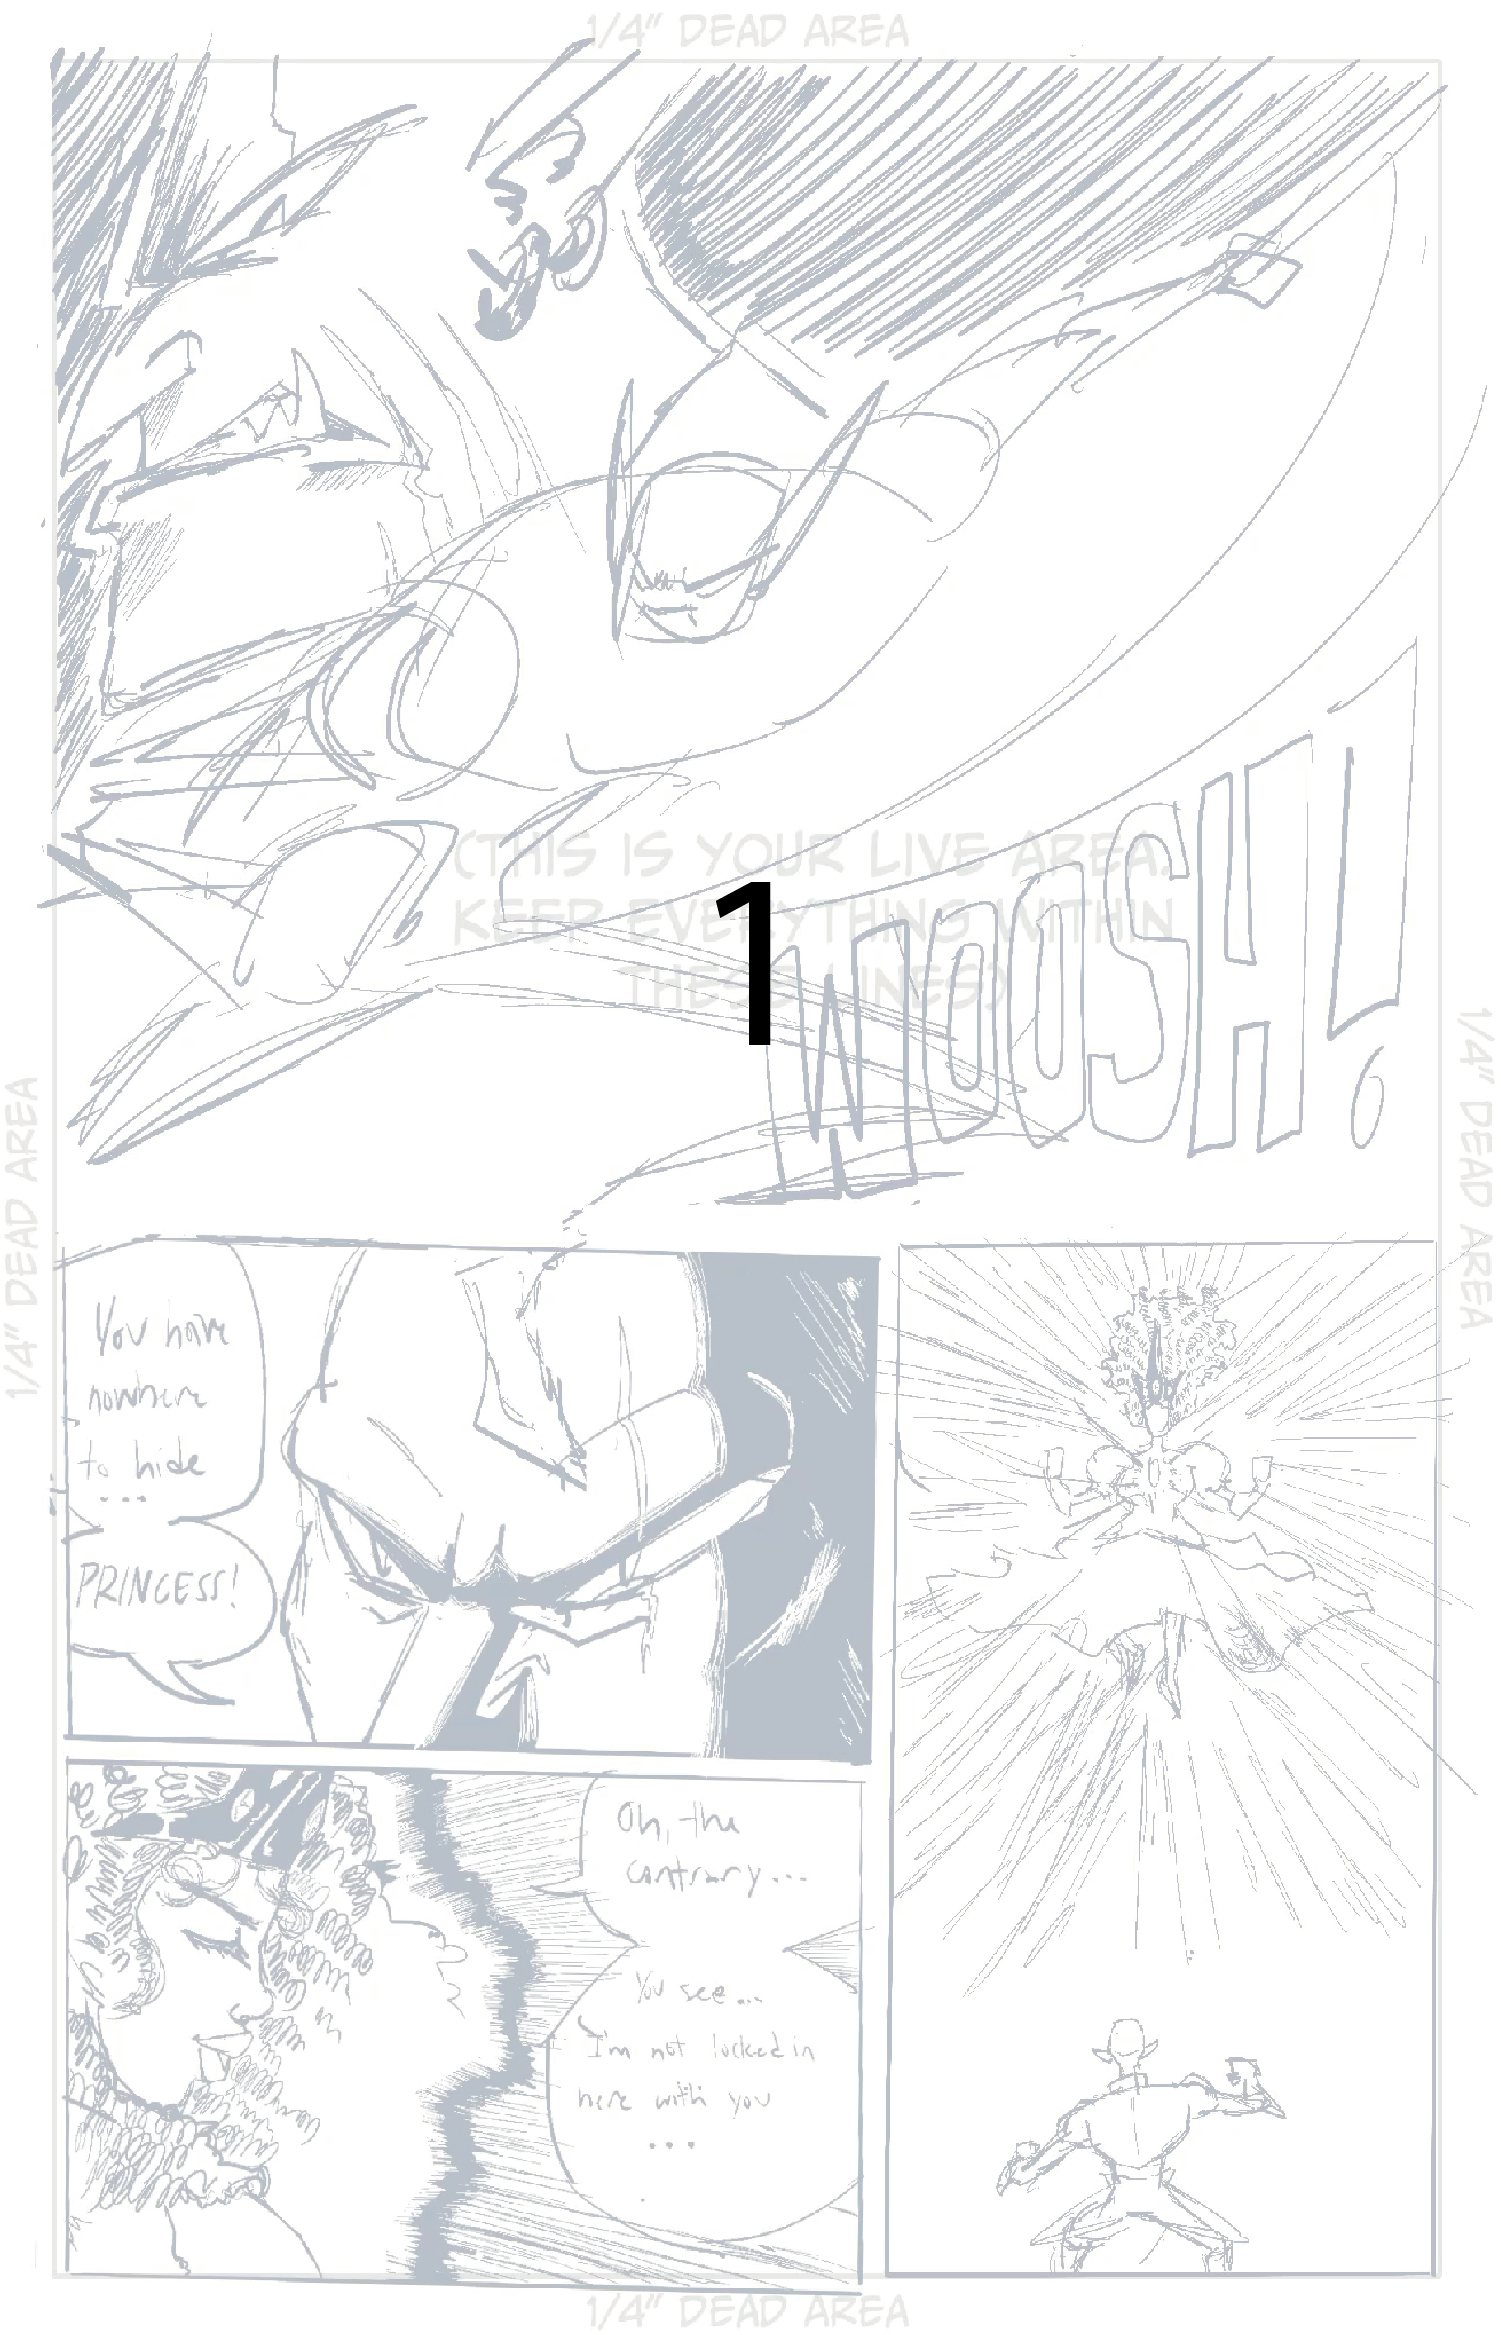 1/4" DEAD AREA
(THIS IS YOUR LIVE AREA.
KEEP EVERYTHING WITHIN
THESE LINES)
1
WOOSH!
1/4" DEAD AREA
1/4" DEAD AREA
You have
nowhere
to hide
...
PRINCESS!
Oh, the
contrary...
You see...
I'm not locked in
here with you
...
1/4" DEAD AREA